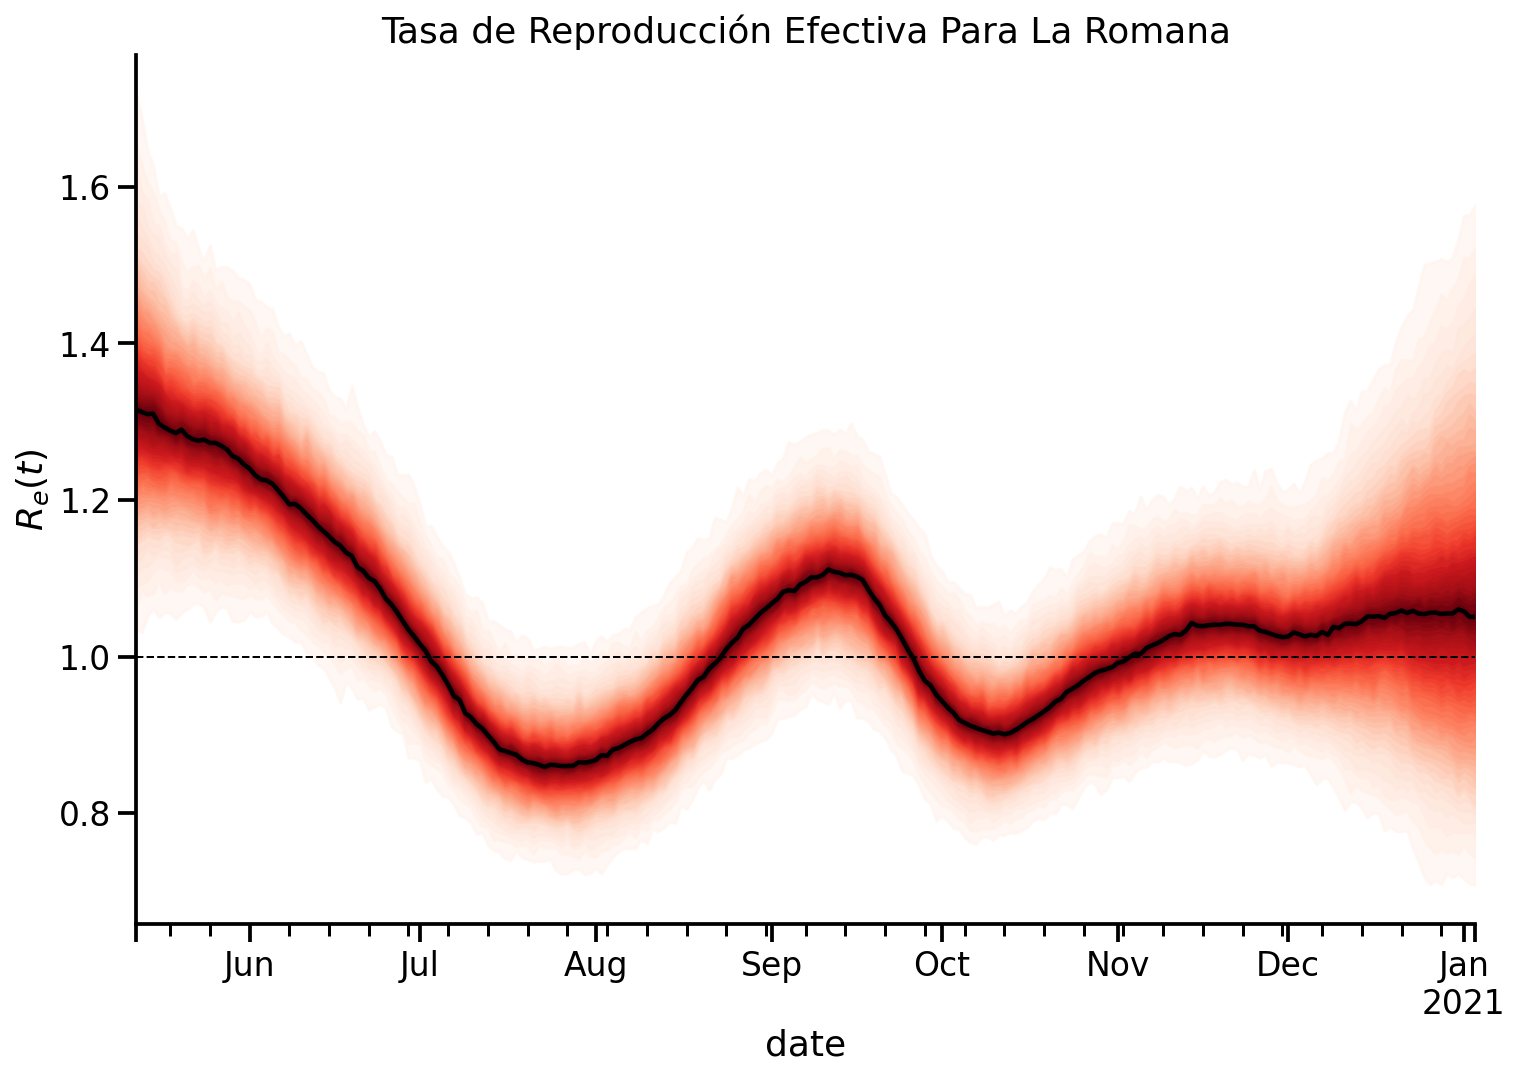 Tasa de Reproducción Efectiva Para La Romana
1.6
1.4
1.2
1.0
0.8
Re(t)
Jun Jul Aug Sep Oct Nov Dec Jan
2021
date